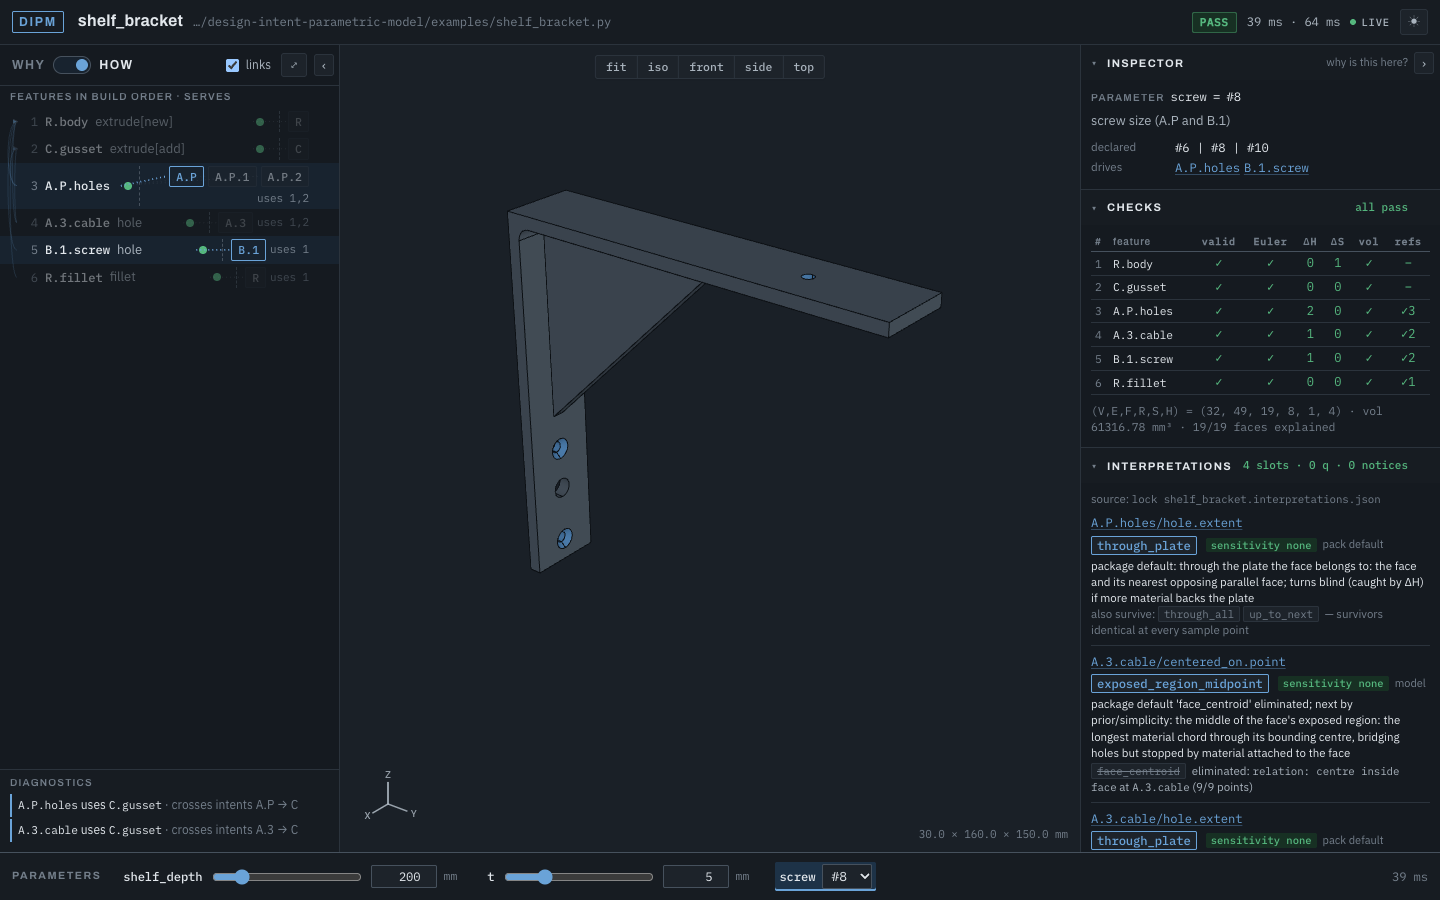 DIPM shelf_bracket …/design-intent-parametric-model/examples/shelf_bracket.py PASS 39 ms · 64 ms LIVE
WHY HOW links
FEATURES IN BUILD ORDER · SERVES
1 R.body extrude[new] R
2 C.gusset extrude[add] C
3 A.P.holes A.P A.P.1 A.P.2
uses 1,2
4 A.3.cable hole A.3 uses 1,2
5 B.1.screw hole B.1 uses 1
6 R.fillet fillet R uses 1
DIAGNOSTICS
A.P.holes uses C.gusset · crosses intents A.P → C
A.3.cable uses C.gusset · crosses intents A.3 → C
fit iso front side top
Z
X
Y
30.0 × 160.0 × 150.0 mm
INSPECTOR why is this here?
PARAMETER screw = #8
screw size (A.P and B.1)
declared #6 | #8 | #10
drives A.P.holes B.1.screw
CHECKS all pass
# feature valid Euler ΔH ΔS vol refs
1 R.body ✓ ✓ 0 1 ✓ –
2 C.gusset ✓ ✓ 0 0 ✓ –
3 A.P.holes ✓ ✓ 2 0 ✓ ✓3
4 A.3.cable ✓ ✓ 1 0 ✓ ✓2
5 B.1.screw ✓ ✓ 1 0 ✓ ✓2
6 R.fillet ✓ ✓ 0 0 ✓ ✓1
(V,E,F,R,S,H) = (32, 49, 19, 8, 1, 4) · vol
61316.78 mm³ · 19/19 faces explained
INTERPRETATIONS 4 slots · 0 q · 0 notices
source: lock shelf_bracket.interpretations.json
A.P.holes/hole.extent
through_plate sensitivity none pack default
package default: through the plate the face belongs to: the face
and its nearest opposing parallel face; turns blind (caught by ΔH)
if more material backs the plate
also survive: through_all up_to_next — survivors
identical at every sample point
A.3.cable/centered_on.point
exposed_region_midpoint sensitivity none model
package default 'face_centroid' eliminated; next by
prior/simplicity: the middle of the face's exposed region: the
longest material chord through its bounding centre, bridging
holes but stopped by material attached to the face
face_centroid eliminated: relation: centre inside
face at A.3.cable (9/9 points)
A.3.cable/hole.extent
through_plate sensitivity none pack default
PARAMETERS shelf_depth 200 mm t 5 mm screw #8 39 ms